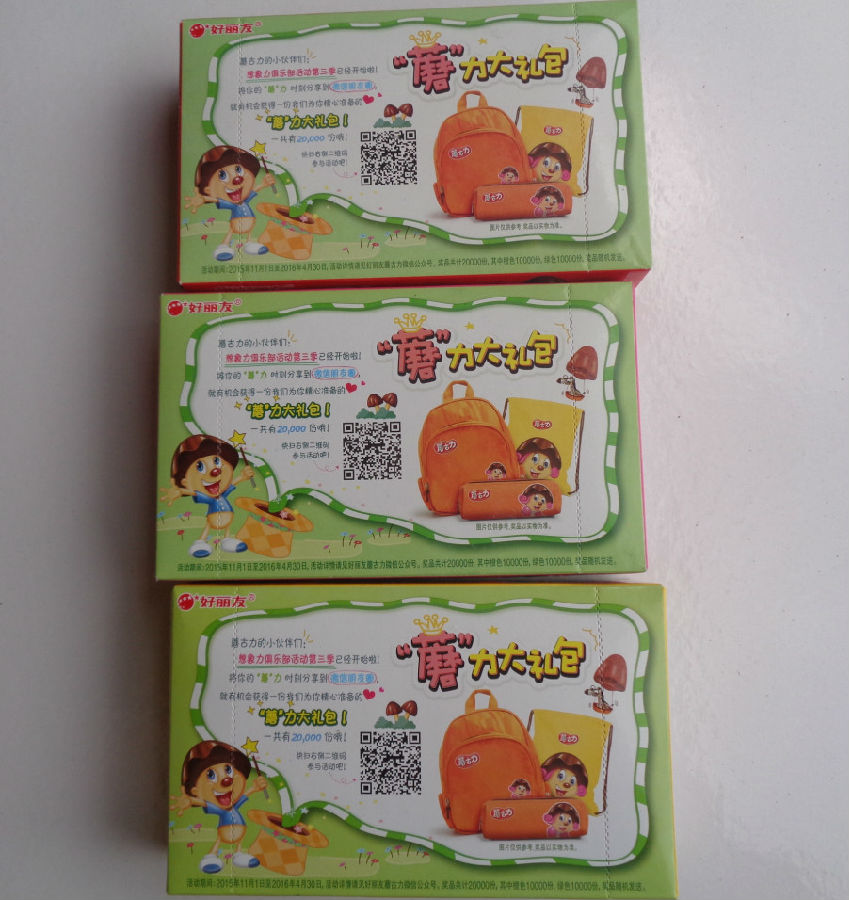 好丽友
蘑古力的小伙伴们：
想象力俱乐部活动第三季已经开始啦！
将你的“蘑”力 时刻分享到微信朋友圈，
就有机会获得一份我们为你精心准备的
“蘑”力大礼包！
一共有20,000 份哦！
快扫右侧二维码
参与活动吧！
“蘑”力大礼包
蘑古力
蘑古力
图片仅供参考,奖品以实物为准。
活动期间：2015年11月1日至2016年4月30日,活动详情请见好丽友蘑古力微信公众号。奖品共计20000份,其中橙色10000份,绿色10000份,奖品随机发送。
好丽友
蘑古力的小伙伴们：
想象力俱乐部活动第三季已经开始啦！
将你的“蘑”力 时刻分享到微信朋友圈，
就有机会获得一份我们为你精心准备的
“蘑”力大礼包！
一共有20,000 份哦！
快扫右侧二维码
参与活动吧！
“蘑”力大礼包
蘑古力
蘑古力
蘑古力
图片仅供参考,奖品以实物为准。
活动期间：2015年11月1日至2016年4月30日,活动详情请见好丽友蘑古力微信公众号。奖品共计20000份,其中橙色10000份,绿色10000份,奖品随机发送。
好丽友
蘑古力的小伙伴们：
想象力俱乐部活动第三季已经开始啦！
将你的“蘑”力 时刻分享到微信朋友圈，
就有机会获得一份我们为你精心准备的
“蘑”力大礼包！
一共有20,000 份哦！
快扫右侧二维码
参与活动吧！
“蘑”力大礼包
蘑古力
蘑古力
蘑古力
图片仅供参考,奖品以实物为准。
活动期间：2015年11月1日至2016年4月30日,活动详情请见好丽友蘑古力微信公众号。奖品共计20000份,其中橙色10000份,绿色10000份,奖品随机发送。